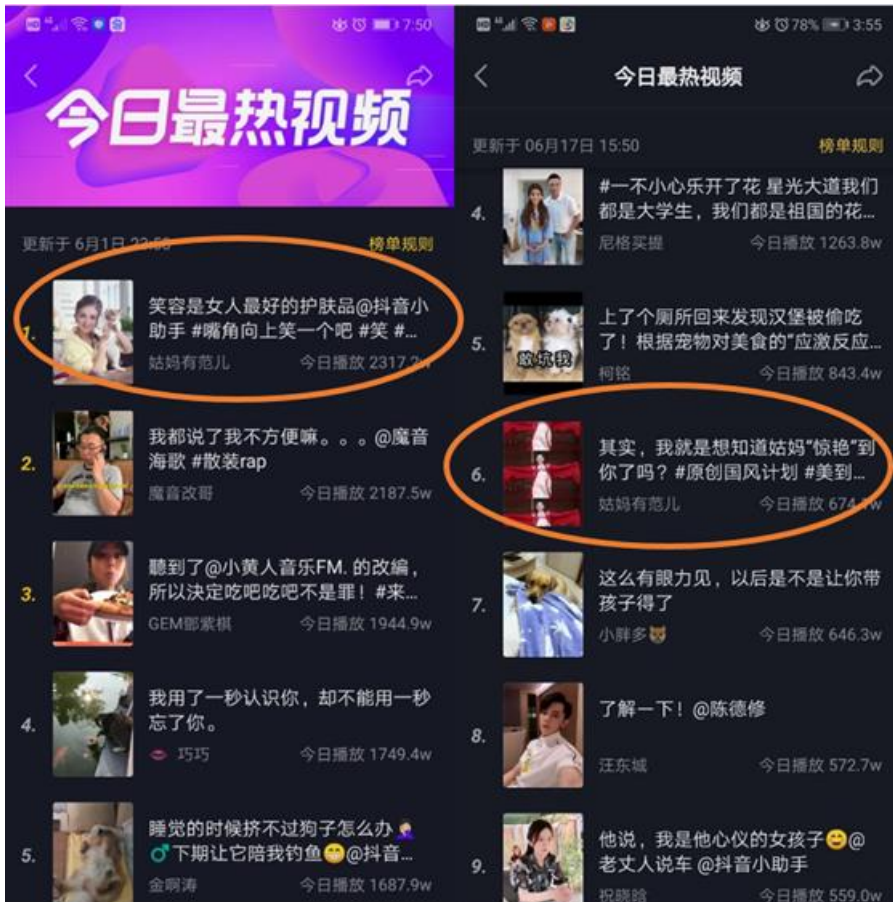 7:50
今日最热视频
更新于 6月1日 23:50
榜单规则
1.
笑容是女人最好的护肤品@抖音小
助手 #嘴角向上笑一个吧 #笑 #...
姑妈有范儿
今日播放 2317.2w
2.
我都说了我不方便嘛。。。@魔音
海歌 #散装rap
魔音改哥
今日播放 2187.5w
3.
聽到了@小黄人音乐FM. 的改編，
所以决定吃吧吃吧不是罪！#来...
GEM鄧紫棋
今日播放 1944.9w
4.
我用了一秒认识你，却不能用一秒
忘了你。
巧巧
今日播放 1749.4w
5.
睡觉的时候挤不过狗子怎么办🤦🏻
♂下期让它陪我钓鱼😁@抖音...
金啊涛
今日播放 1687.9w
78% 3:55
今日最热视频
更新于 06月17日 15:50
榜单规则
4.
#一不小心乐开了花 星光大道我们
都是大学生，我们都是祖国的花...
尼格买提
今日播放 1263.8w
5.
敢坑我
上了个厕所回来发现汉堡被偷吃
了！根据宠物对美食的“应激反应...
柯铭
今日播放 843.4w
6.
其实，我就是想知道姑妈“惊艳”到
你了吗？#原创国风计划 #美到...
姑妈有范儿
今日播放 674.1w
7.
这么有眼力见，以后是不是让你带
孩子得了
小胖多🐯
今日播放 646.3w
8.
了解一下！@陈德修
汪东城
今日播放 572.7w
9.
他说，我是他心仪的女孩子😄@
老丈人说车 @抖音小助手
祝晓晗
今日播放 559.0w